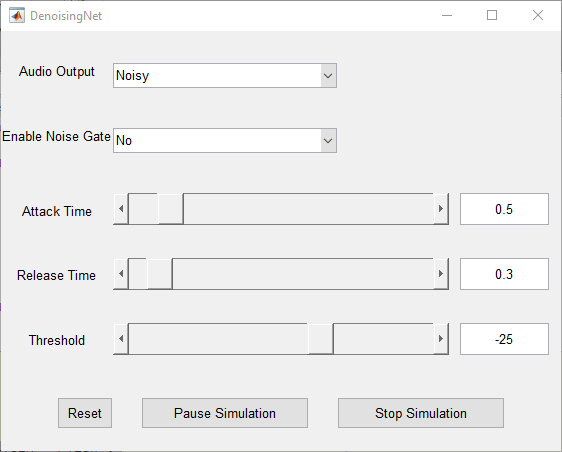 DenoisingNet
Audio Output
Noisy
Enable Noise Gate
No
Attack Time
0.5
Release Time
0.3
Threshold
-25
Reset
Pause Simulation
Stop Simulation